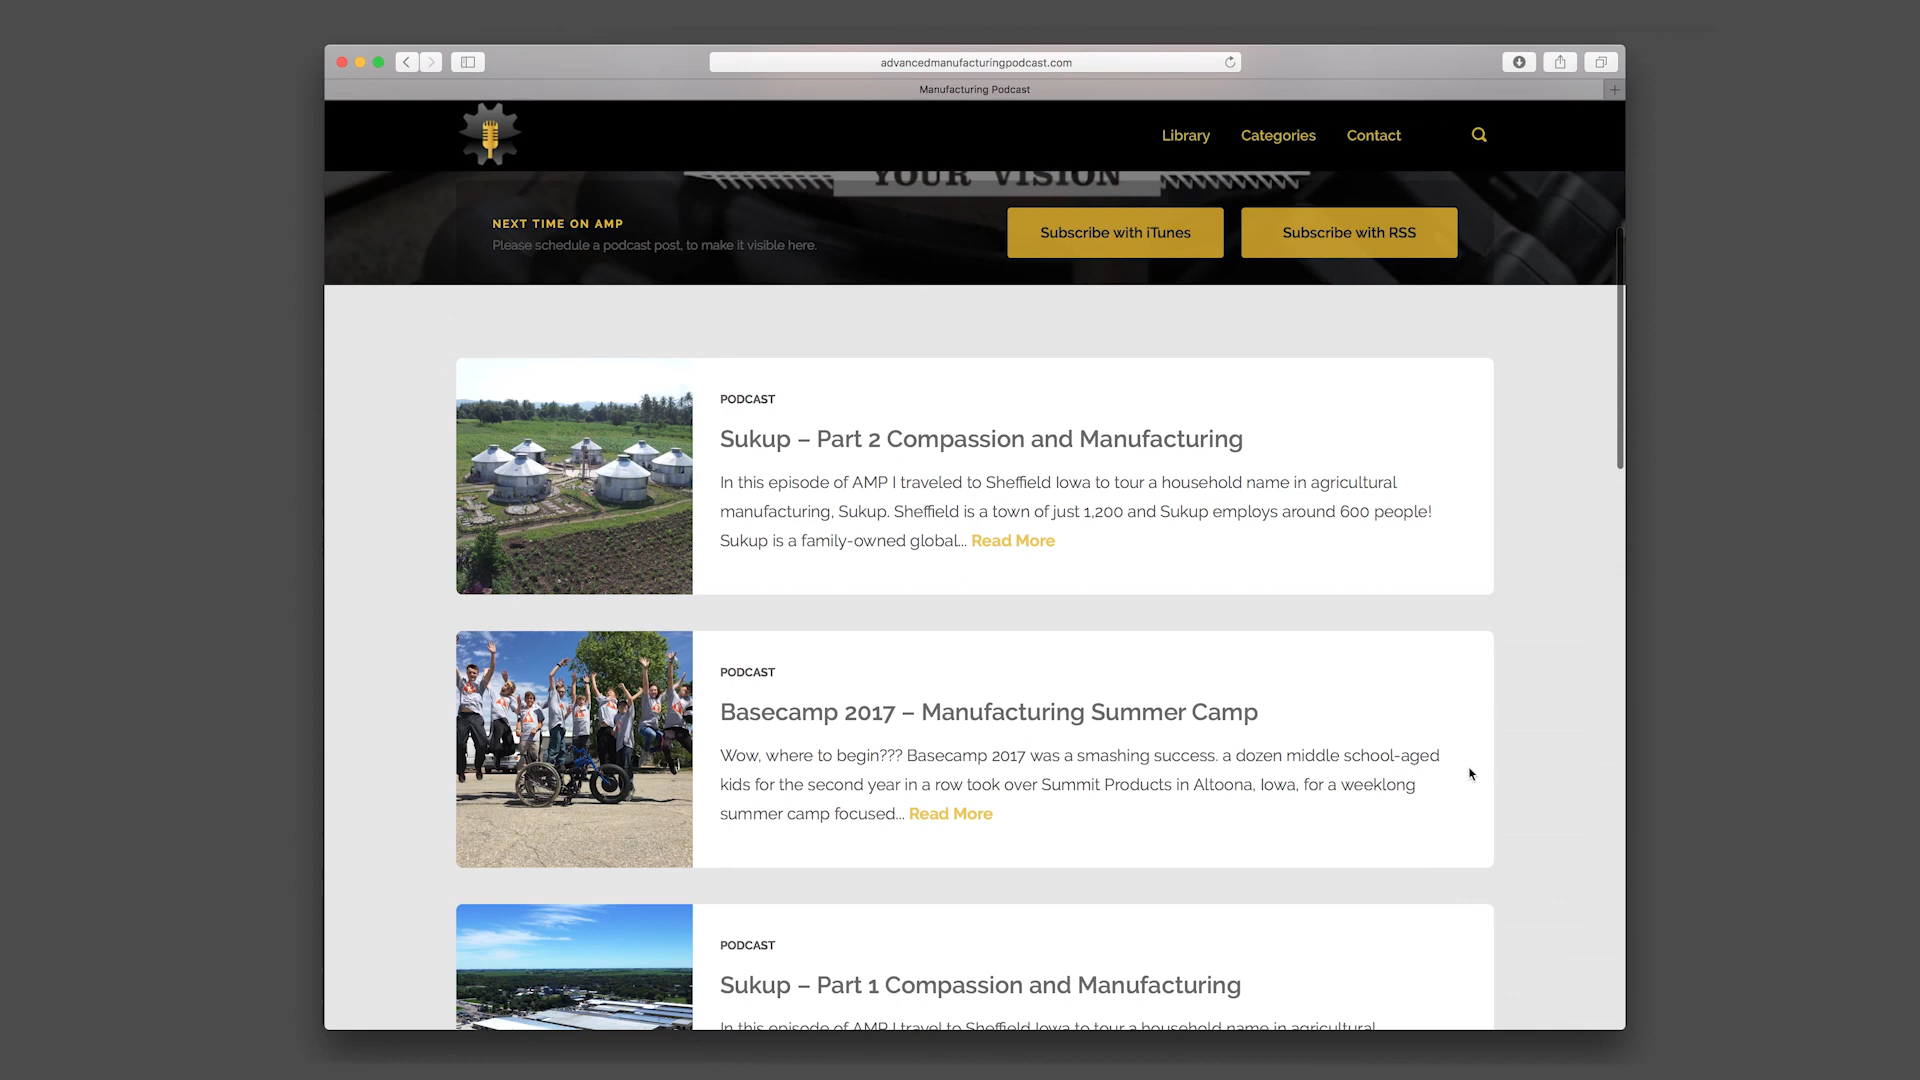 advancedmanufacturingpodcast.com
Manufacturing Podcast
Library
Categories
Contact
YOUR VISION
NEXT TIME ON AMP
Please schedule a podcast post, to make it visible here.
Subscribe with iTunes
Subscribe with RSS
PODCAST
Sukup – Part 2 Compassion and Manufacturing
In this episode of AMP I traveled to Sheffield Iowa to tour a household name in agricultural
manufacturing, Sukup. Sheffield is a town of just 1,200 and Sukup employs around 600 people!
Sukup is a family-owned global... Read More
PODCAST
Basecamp 2017 – Manufacturing Summer Camp
Wow, where to begin??? Basecamp 2017 was a smashing success. a dozen middle school-aged
kids for the second year in a row took over Summit Products in Altoona, Iowa, for a weeklong
summer camp focused... Read More
PODCAST
Sukup – Part 1 Compassion and Manufacturing
In this episode of AMP I travel to Sheffield Iowa to tour a household name in agricultural